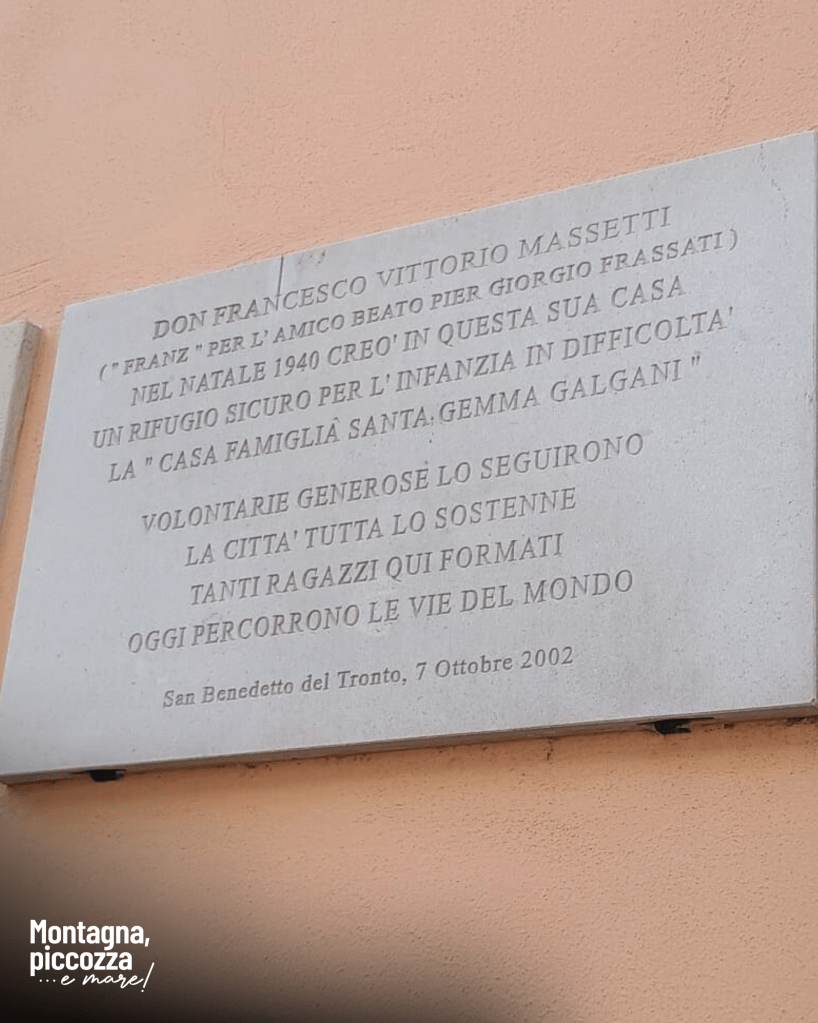 DON FRANCESCO VITTORIO MASSETTI
( " FRANZ " PER L' AMICO BEATO PIER GIORGIO FRASSATI )
NEL NATALE 1940 CREO' IN QUESTA SUA CASA
UN RIFUGIO SICURO PER L' INFANZIA IN DIFFICOLTA'
LA " CASA FAMIGLIA SANTA GEMMA GALGANI "
VOLONTARIE GENEROSE LO SEGUIRONO
LA CITTA' TUTTA LO SOSTENNE
TANTI RAGAZZI QUI FORMATI
OGGI PERCORRONO LE VIE DEL MONDO
San Benedetto del Tronto, 7 Ottobre 2002
Montagna,
piccozza
...e mare!